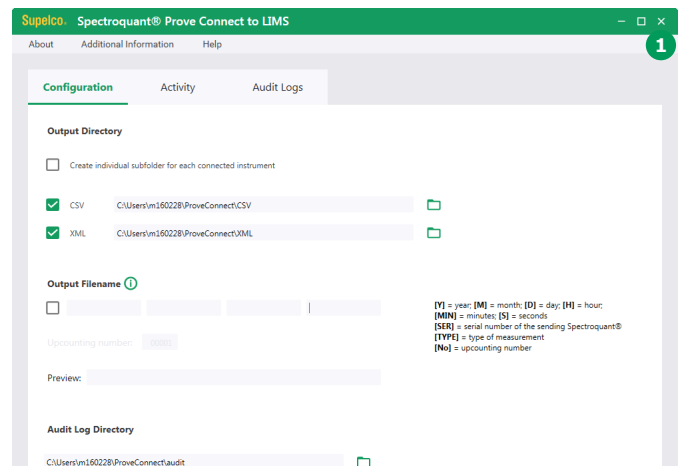 Supelco. Spectroquant® Prove Connect to LIMS
About Additional Information Help
1
Configuration Activity Audit Logs
Output Directory
Create individual subfolder for each connected instrument
CSV C:\Users\m160228\ProveConnect\CSV
XML C:\Users\m160228\ProveConnect\XML
Output Filename
[Y] = year; [M] = month; [D] = day; [H] = hour;
[MIN] = minutes; [S] = seconds
[SER] = serial number of the sending Spectroquant®
[TYPE] = type of measurement
[No] = upcounting number
Upcounting number:
Preview:
Audit Log Directory
C:\Users\m160228\ProveConnect\audit